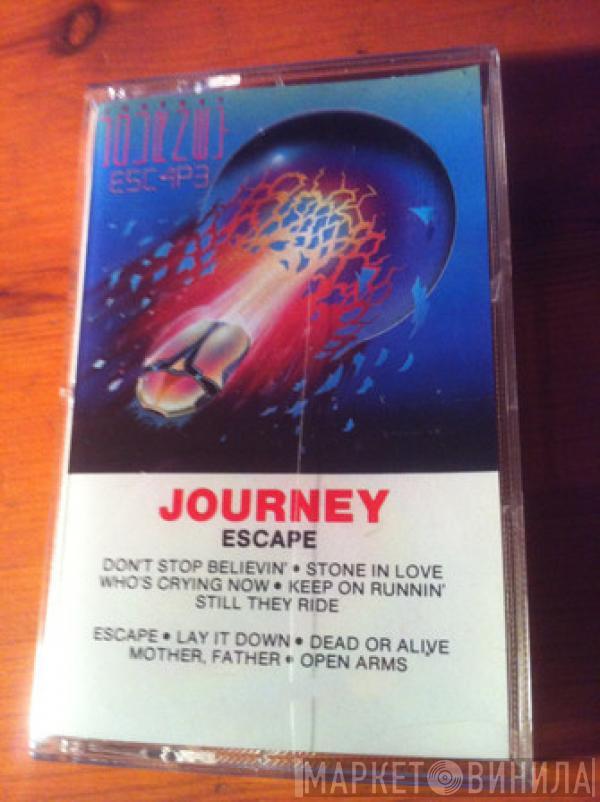 ESC4P3
JOURNEY
ESCAPE
DON'T STOP BELIEVIN' • STONE IN LOVE
WHO'S CRYING NOW • KEEP ON RUNNIN'
STILL THEY RIDE
ESCAPE • LAY IT DOWN • DEAD OR ALIVE
MOTHER, FATHER • OPEN ARMS
МАРКЕТ ВИНИЛА